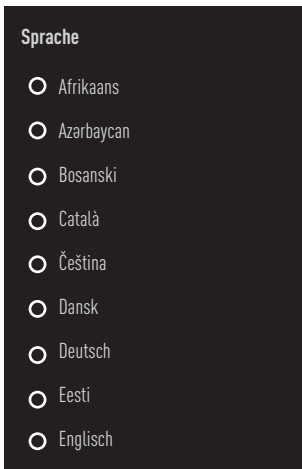 Sprache
Afrikaans
Azərbaycan
Bosanski
Català
Čeština
Dansk
Deutsch
Eesti
Englisch